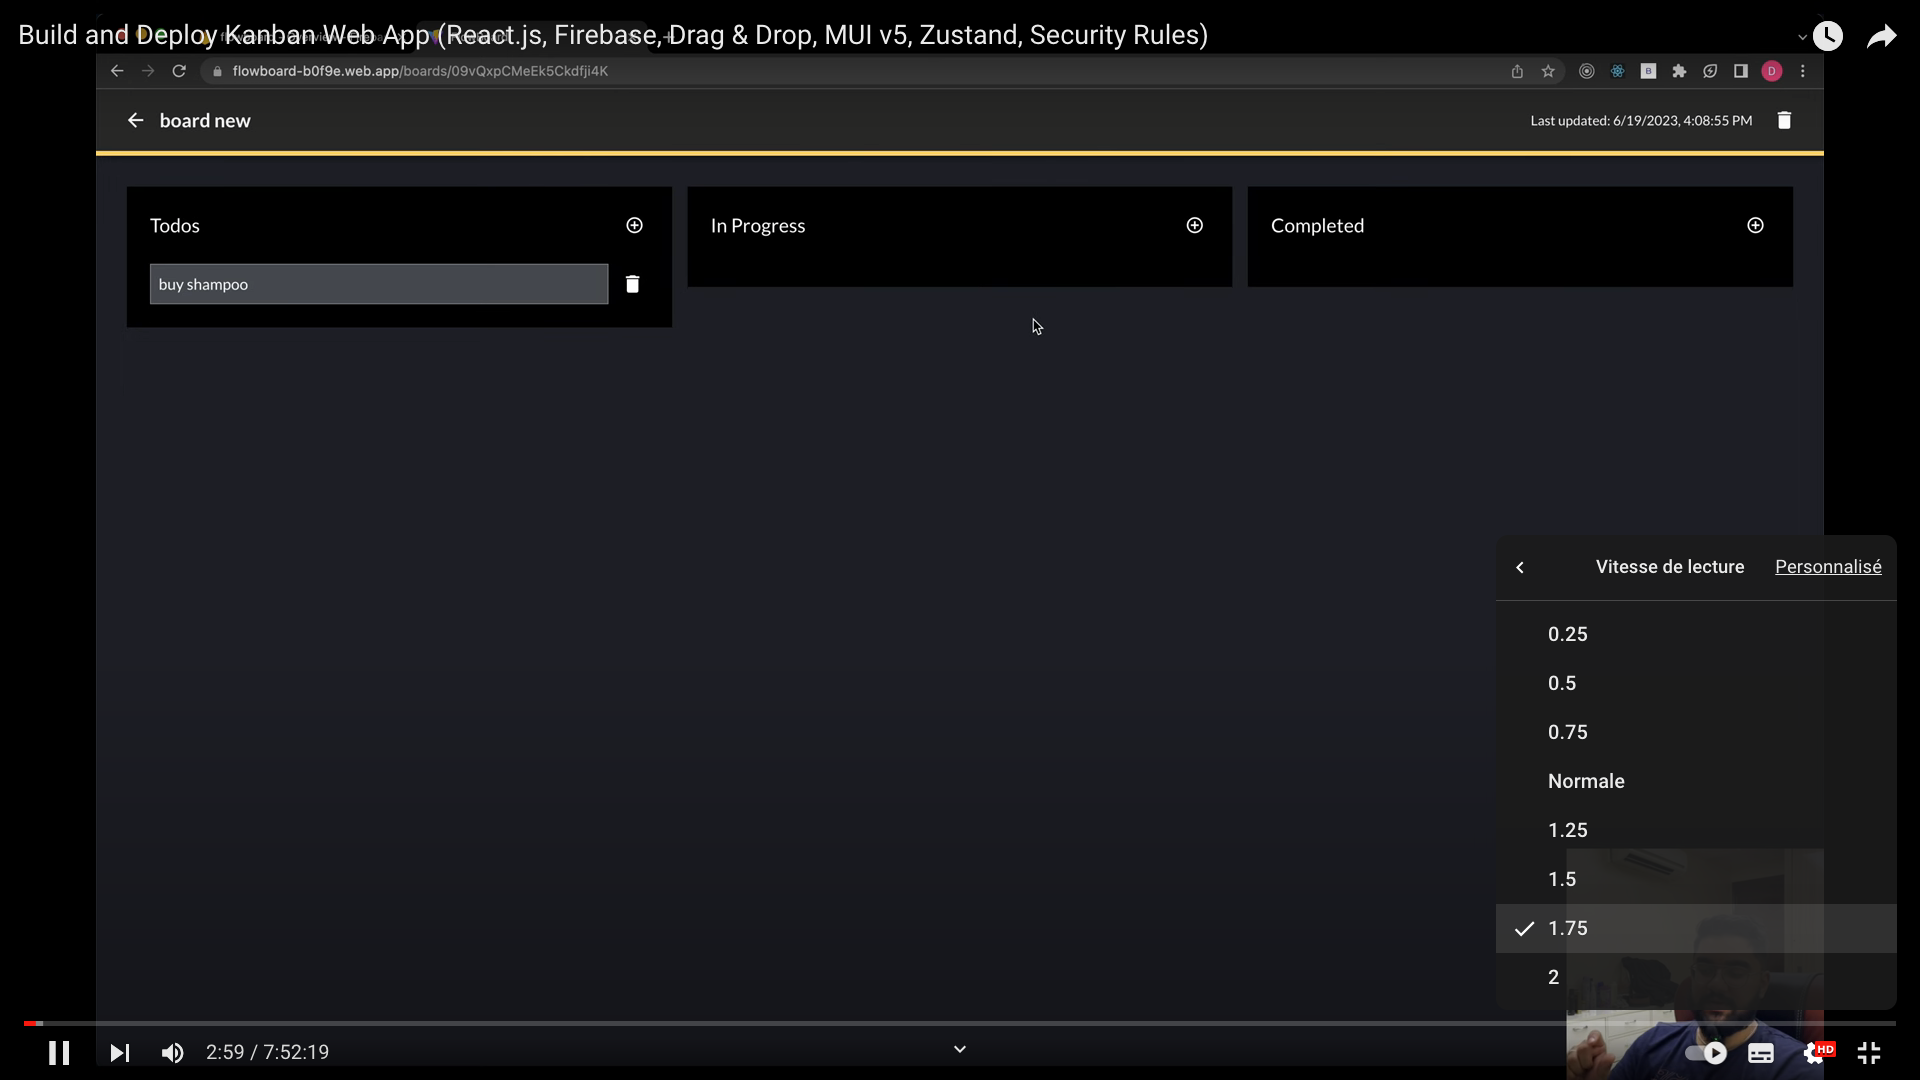 Build and Deploy Kanban Web App (React.js, Firebase, Drag & Drop, MUI v5, Zustand, Security Rules)
flowboard-b0f9e.web.app/boards/09vQxpCMeEk5Ckdfji4K
D
board new
Last updated: 6/19/2023, 4:08:55 PM
Todos
In Progress
Completed
buy shampoo
Vitesse de lecture
Personnalisé
0.25
0.5
0.75
Normale
1.25
1.5
1.75
2
2:59 / 7:52:19
HD